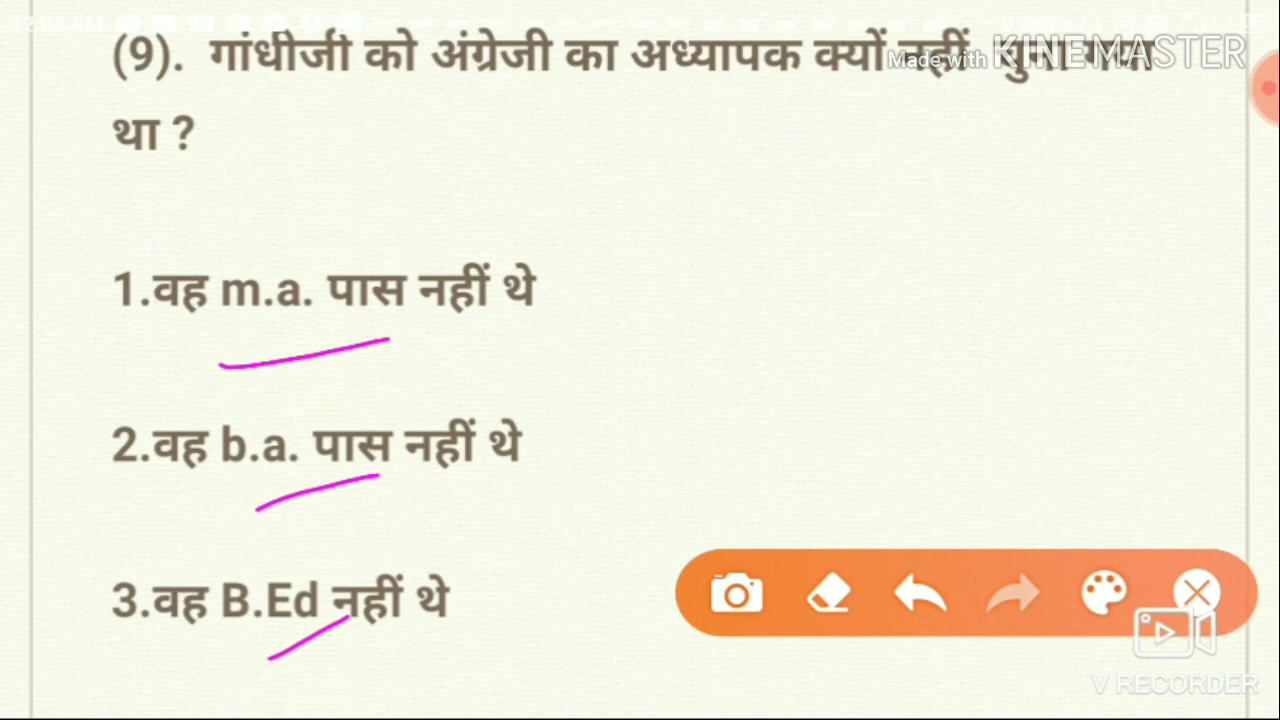 (9). गांधीजी को अंग्रेजी का अध्यापक क्यों नहीं
Made with KINEMASTER
था ?
1.वह m.a. पास नहीं थे
2.वह b.a. पास नहीं थे
3.वह B.Ed नहीं थे
V RECORDER